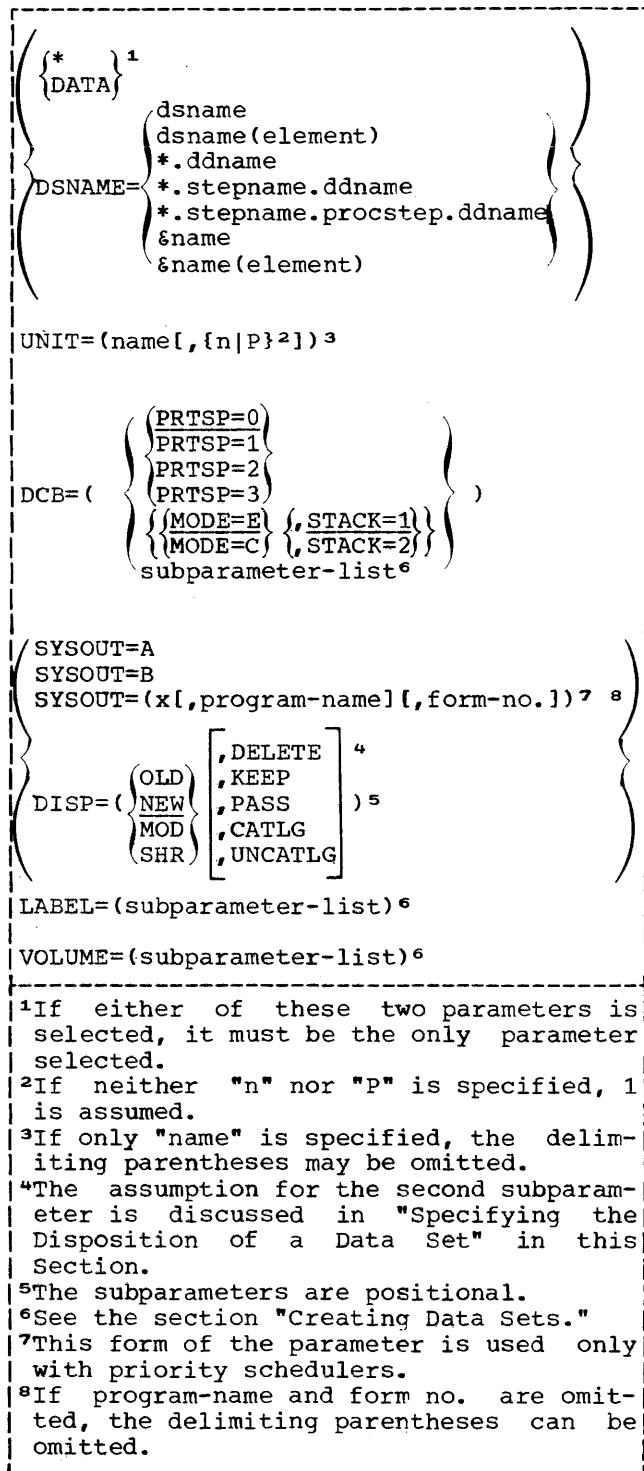 {* }1
{DATA}
dsname
dsname(element)
*.ddname
DSNAME= *.stepname.ddname
*.stepname.procstep.ddname
&name
&name(element)
UNIT=(name[,{n|P}2])3
PRTSP=0
PRTSP=1
PRTSP=2
DCB=( PRTSP=3 )
{{MODE=E} {,STACK=1}}
{{MODE=C} {,STACK=2}}
subparameter-list6
SYSOUT=A
SYSOUT=B
SYSOUT=(x[,program-name][,form-no.])7 8
,DELETE 4
OLD ,KEEP
DISP=( NEW ,PASS )5
MOD ,CATLG
SHR ,UNCATLG
LABEL=(subparameter-list)6
VOLUME=(subparameter-list)6
1If either of these two parameters is
selected, it must be the only parameter
selected.
2If neither "n" nor "P" is specified, 1
is assumed.
3If only "name" is specified, the delim-
iting parentheses may be omitted.
4The assumption for the second subparam-
eter is discussed in "Specifying the
Disposition of a Data Set" in this
Section.
5The subparameters are positional.
6See the section "Creating Data Sets."
7This form of the parameter is used only
with priority schedulers.
8If program-name and form no. are omit-
ted, the delimiting parentheses can be
omitted.